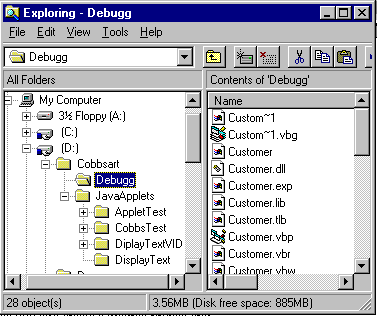 Exploring - Debugg
File Edit View Tools Help
Debugg
All Folders
Contents of 'Debugg'
My Computer
3½ Floppy (A:)
(C:)
(D:)
Cobbsart
Debugg
JavaApplets
AppletTest
CobbsTest
DiplayTextVID
DisplayText
Name
Custom~1
Custom~1.vbg
Customer
Customer.dll
Customer.exp
Customer.lib
Customer.tlb
Customer.vbp
Customer.vbr
Customer.vbw
28 object(s)
3.56MB (Disk free space: 885MB)